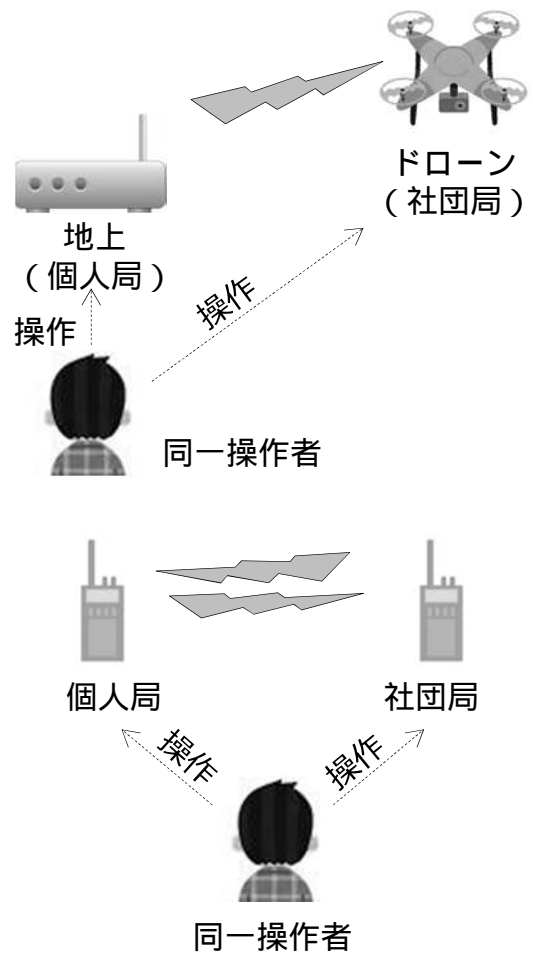 ドローン
（社団局）
地上
（個人局）
操作
操作
同一操作者
個人局
社団局
操作
操作
同一操作者